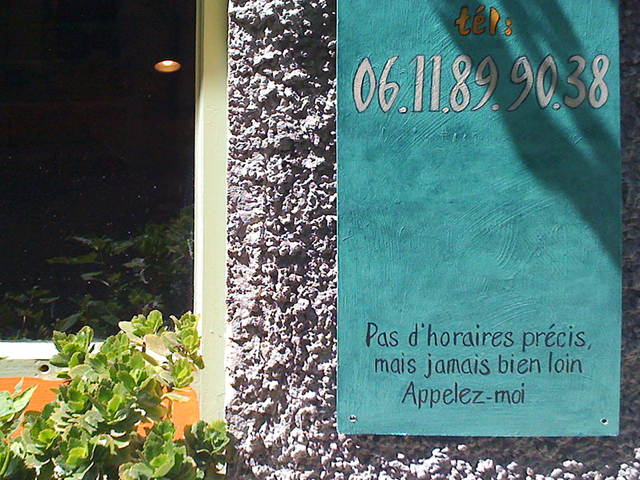 tél:
06.11.89.90.38
Pas d'horaires précis,
mais jamais bien loin
Appelez-moi